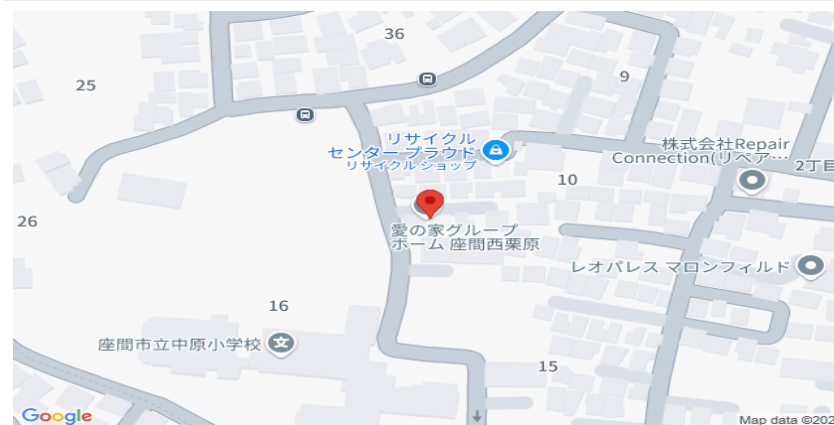 36
25
9
リサイクル
センター プラウド
リサイクル ショップ
株式会社Repair
Connection(リペア…
2丁目
10
26
愛の家グループ
ホーム 座間西栗原
レオパレス マロンフィルド
16
座間市立中原小学校
文
15
Google
Map data ©202